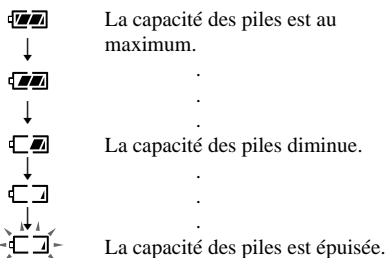 La capacité des piles est au
maximum.
.
.
.
La capacité des piles diminue.
.
.
.
La capacité des piles est épuisée.